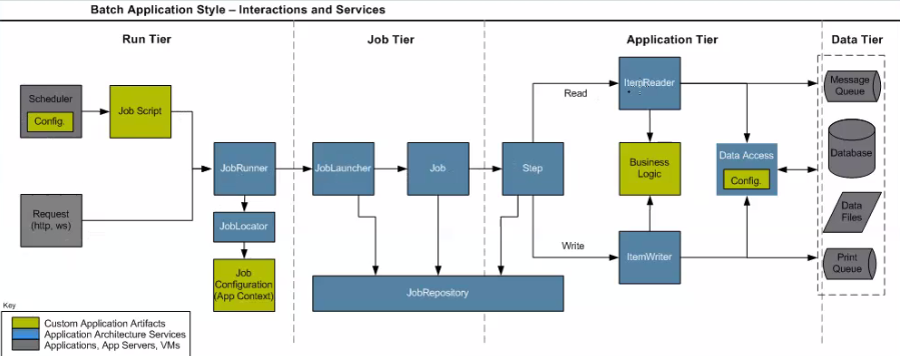 Batch Application Style – Interactions and Services
Run Tier
Job Tier
Application Tier
Data Tier
Scheduler
Config.
Job Script
Request
(http, ws)
JobRunner
JobLocator
Job
Configuration
(App Context)
JobLauncher
Job
Step
JobRepository
Read
Write
ItemReader
Business
Logic
ItemWriter
Data Access
Config.
Message
Queue
Database
Data
Files
Print
Queue
Key
Custom Application Artifacts
Application Architecture Services
Applications, App Servers, VMs